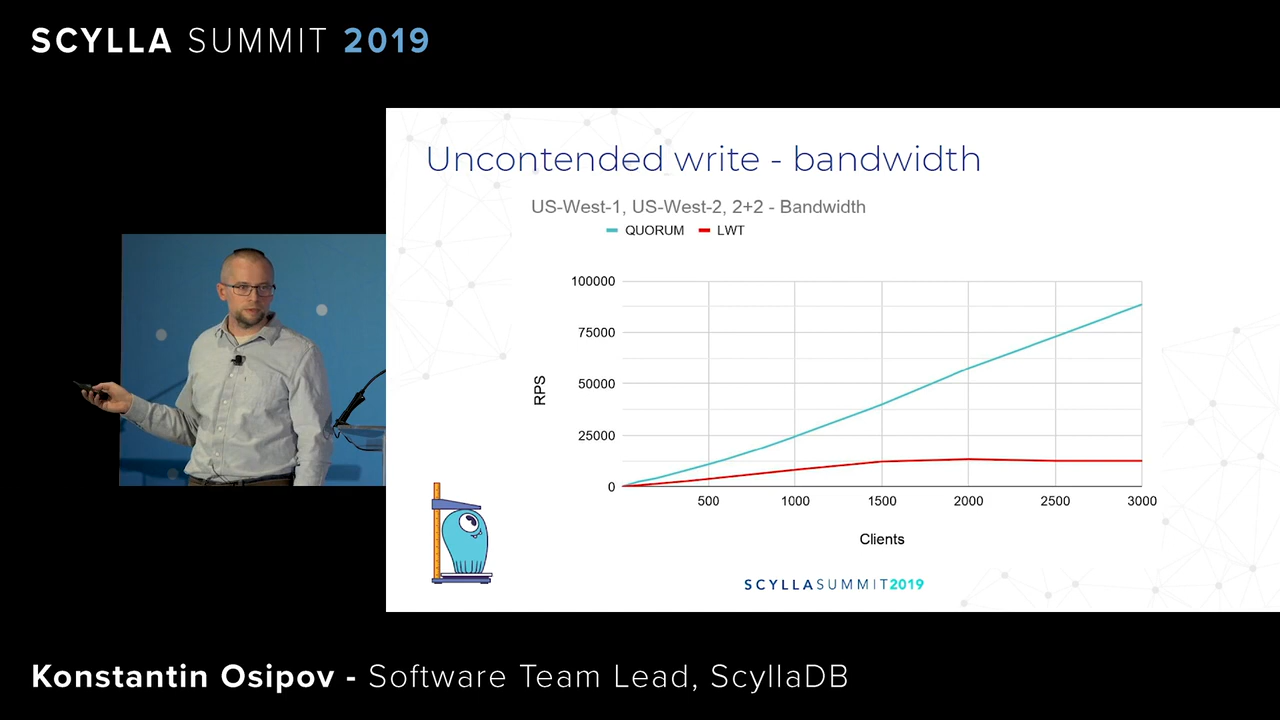 SCYLLA SUMMIT 2019
Uncontended write - bandwidth
US-West-1, US-West-2, 2+2 - Bandwidth
QUORUM LWT
100000
75000
50000
25000
0
RPS
500 1000 1500 2000 2500 3000
Clients
SCYLLASUMMIT2019
Konstantin Osipov - Software Team Lead, ScyllaDB